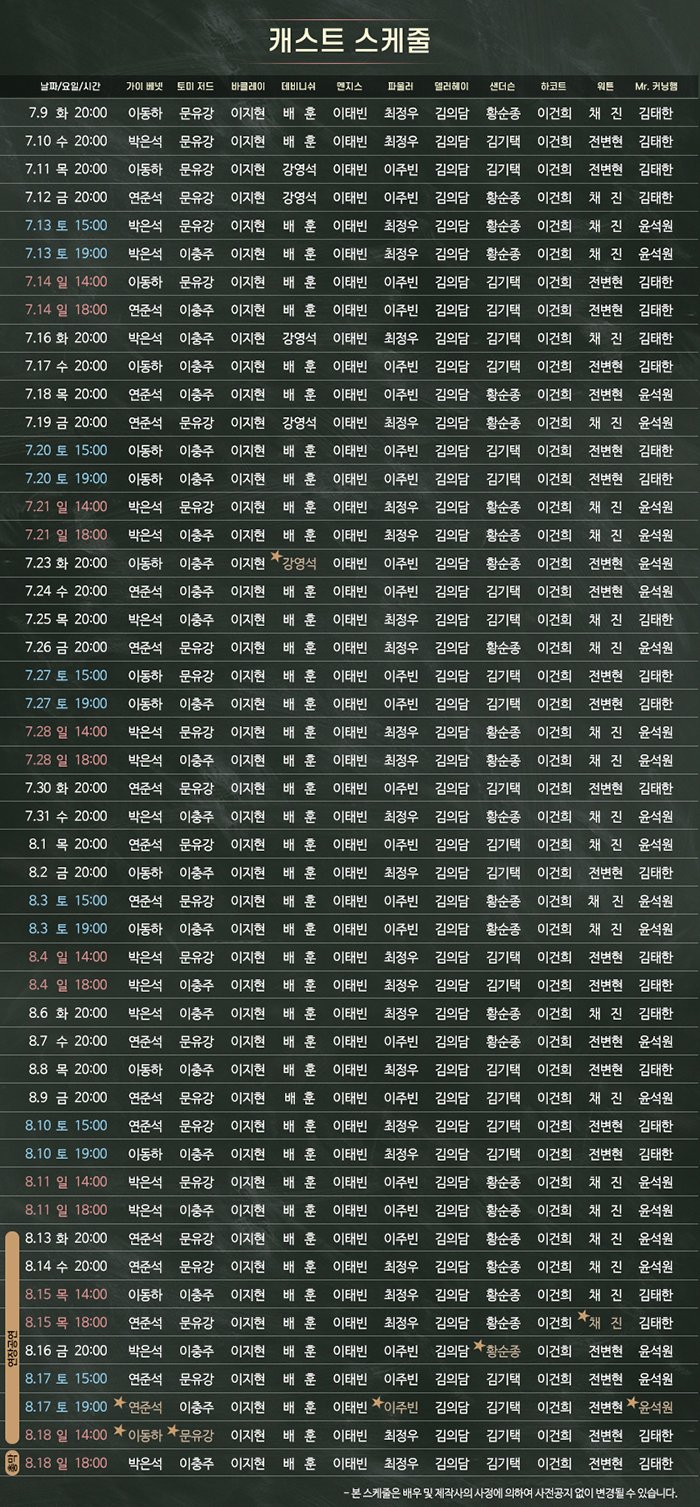 캐스트 스케줄
날짜/요일/시간 가이 베넷 토미 저드 바클레이 데비니쉬 맨지스 파울러 델러헤이 샌더슨 하코트 워튼 Mr. 커닝햄
7.9 화 20:00 이동하 문유강 이지현 배 훈 이태빈 최정우 김의담 황순종 이건희 채 진 김태한
7.10 수 20:00 박은석 문유강 이지현 배 훈 이태빈 최정우 김의담 김기택 이건희 전변현 김태한
7.11 목 20:00 이동하 문유강 이지현 강영석 이태빈 이주빈 김의담 김기택 이건희 전변현 김태한
7.12 금 20:00 연준석 문유강 이지현 강영석 이태빈 이주빈 김의담 황순종 이건희 채 진 김태한
7.13 토 15:00 박은석 문유강 이지현 배 훈 이태빈 최정우 김의담 황순종 이건희 채 진 윤석원
7.13 토 19:00 박은석 이충주 이지현 배 훈 이태빈 최정우 김의담 황순종 이건희 채 진 윤석원
7.14 일 14:00 이동하 문유강 이지현 배 훈 이태빈 이주빈 김의담 김기택 이건희 전변현 김태한
7.14 일 18:00 연준석 이충주 이지현 배 훈 이태빈 이주빈 김의담 김기택 이건희 전변현 김태한
7.16 화 20:00 박은석 이충주 이지현 강영석 이태빈 최정우 김의담 김기택 이건희 채 진 김태한
7.17 수 20:00 이동하 이충주 이지현 배 훈 이태빈 이주빈 김의담 김기택 이건희 전변현 김태한
7.18 목 20:00 연준석 이충주 이지현 배 훈 이태빈 이주빈 김의담 황순종 이건희 전변현 윤석원
7.19 금 20:00 연준석 문유강 이지현 강영석 이태빈 최정우 김의담 황순종 이건희 채 진 윤석원
7.20 토 15:00 이동하 이충주 이지현 배 훈 이태빈 이주빈 김의담 김기택 이건희 전변현 김태한
7.20 토 19:00 이동하 이충주 이지현 배 훈 이태빈 이주빈 김의담 김기택 이건희 전변현 김태한
7.21 일 14:00 박은석 문유강 이지현 배 훈 이태빈 최정우 김의담 황순종 이건희 채 진 윤석원
7.21 일 18:00 박은석 이충주 이지현 배 훈 이태빈 최정우 김의담 황순종 이건희 채 진 윤석원
7.23 화 20:00 이동하 이충주 이지현 강영석 이태빈 이주빈 김의담 황순종 이건희 전변현 윤석원
7.24 수 20:00 연준석 이충주 이지현 배 훈 이태빈 이주빈 김의담 김기택 이건희 전변현 윤석원
7.25 목 20:00 박은석 이충주 이지현 배 훈 이태빈 최정우 김의담 김기택 이건희 채 진 김태한
7.26 금 20:00 연준석 문유강 이지현 배 훈 이태빈 최정우 김의담 황순종 이건희 채 진 윤석원
7.27 토 15:00 이동하 문유강 이지현 배 훈 이태빈 이주빈 김의담 김기택 이건희 전변현 김태한
7.27 토 19:00 이동하 이충주 이지현 배 훈 이태빈 이주빈 김의담 김기택 이건희 전변현 김태한
7.28 일 14:00 박은석 문유강 이지현 배 훈 이태빈 최정우 김의담 황순종 이건희 채 진 윤석원
7.28 일 18:00 박은석 이충주 이지현 배 훈 이태빈 최정우 김의담 황순종 이건희 채 진 윤석원
7.30 화 20:00 연준석 문유강 이지현 배 훈 이태빈 이주빈 김의담 김기택 이건희 전변현 김태한
7.31 수 20:00 박은석 이충주 이지현 배 훈 이태빈 이주빈 김의담 황순종 이건희 채 진 윤석원
8.1 목 20:00 연준석 문유강 이지현 배 훈 이태빈 최정우 김의담 김기택 이건희 채 진 윤석원
8.2 금 20:00 이동하 이충주 이지현 배 훈 이태빈 최정우 김의담 김기택 이건희 전변현 김태한
8.3 토 15:00 연준석 문유강 이지현 배 훈 이태빈 이주빈 김의담 황순종 이건희 채 진 윤석원
8.3 토 19:00 이동하 이충주 이지현 배 훈 이태빈 이주빈 김의담 황순종 이건희 채 진 윤석원
8.4 일 14:00 박은석 문유강 이지현 배 훈 이태빈 최정우 김의담 김기택 이건희 전변현 김태한
8.4 일 18:00 박은석 이충주 이지현 배 훈 이태빈 최정우 김의담 김기택 이건희 전변현 김태한
8.6 화 20:00 박은석 이충주 이지현 배 훈 이태빈 최정우 김의담 황순종 이건희 채 진 김태한
8.7 수 20:00 연준석 문유강 이지현 배 훈 이태빈 이주빈 김의담 황순종 이건희 전변현 윤석원
8.8 목 20:00 이동하 이충주 이지현 배 훈 이태빈 최정우 김의담 김기택 이건희 전변현 김태한
8.9 금 20:00 연준석 문유강 이지현 배 훈 이태빈 이주빈 김의담 황순종 이건희 채 진 윤석원
8.10 토 15:00 연준석 문유강 이지현 배 훈 이태빈 최정우 김의담 김기택 이건희 전변현 김태한
8.10 토 19:00 이동하 이충주 이지현 배 훈 이태빈 최정우 김의담 김기택 이건희 전변현 김태한
8.11 일 14:00 박은석 문유강 이지현 배 훈 이태빈 이주빈 김의담 황순종 이건희 채 진 윤석원
8.11 일 18:00 박은석 이충주 이지현 배 훈 이태빈 이주빈 김의담 황순종 이건희 채 진 윤석원
8.13 화 20:00 연준석 문유강 이지현 배 훈 이태빈 이주빈 김의담 황순종 이건희 전변현 윤석원
8.14 수 20:00 연준석 문유강 이지현 배 훈 이태빈 최정우 김의담 황순종 이건희 채 진 윤석원
8.15 목 14:00 이동하 이충주 이지현 배 훈 이태빈 최정우 김의담 황순종 이건희 채 진 김태한
8.15 목 18:00 연준석 문유강 이지현 배 훈 이태빈 최정우 김의담 황순종 이건희 채 진 김태한
연장공연
8.16 금 20:00 박은석 이충주 이지현 배 훈 이태빈 이주빈 김의담 황순종 이건희 전변현 윤석원
8.17 토 15:00 연준석 문유강 이지현 배 훈 이태빈 이주빈 김의담 김기택 이건희 전변현 윤석원
8.17 토 19:00 연준석 이충주 이지현 배 훈 이태빈 이주빈 김의담 김기택 이건희 전변현 윤석원
8.18 일 14:00 이동하 문유강 이지현 배 훈 이태빈 최정우 김의담 김기택 이건희 전변현 김태한
총막
8.18 일 18:00 박은석 이충주 이지현 배 훈 이태빈 최정우 김의담 김기택 이건희 전변현 김태한
- 본 스케줄은 배우 및 제작사의 사정에 의하여 사전공지 없이 변경될 수 있습니다.